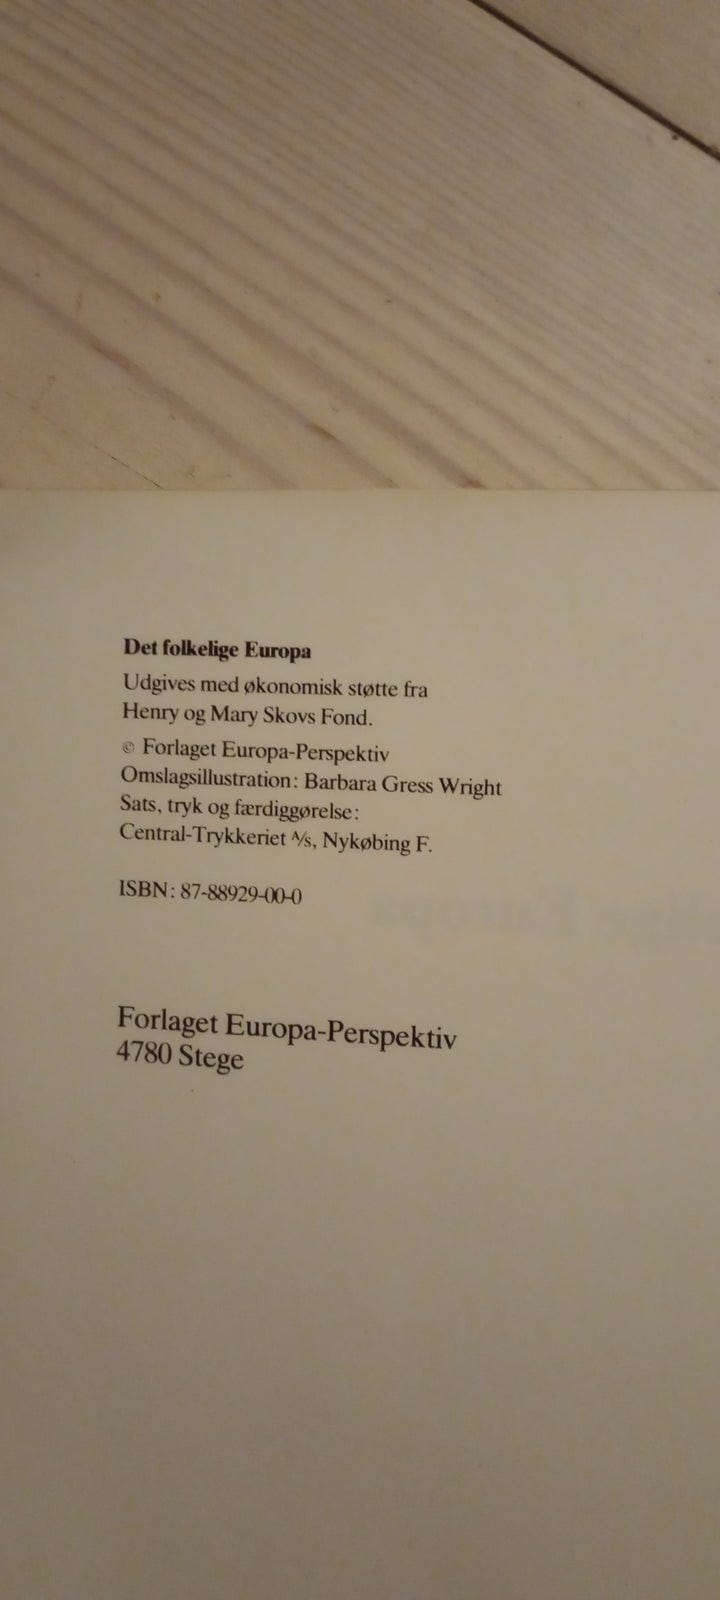 Det folkelige Europa
Udgives med økonomisk støtte fra
Henry og Mary Skovs Fond.
© Forlaget Europa-Perspektiv
Omslagsillustration: Barbara Gress Wright
Sats, tryk og færdiggørelse:
Central-Trykkeriet A/s, Nykøbing F.
ISBN: 87-88929-00-0
Forlaget Europa-Perspektiv
4780 Stege